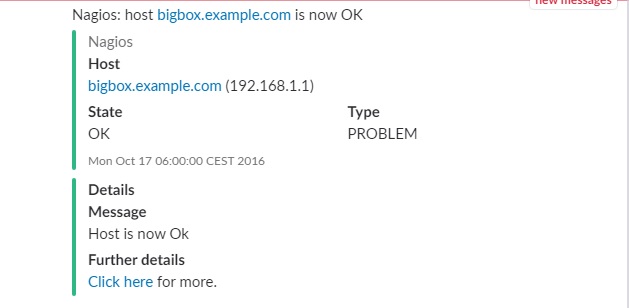 new messages
Nagios: host bigbox.example.com is now OK
Nagios
Host
bigbox.example.com (192.168.1.1)
State Type
OK PROBLEM
Mon Oct 17 06:00:00 CEST 2016
Details
Message
Host is now Ok
Further details
Click here for more.